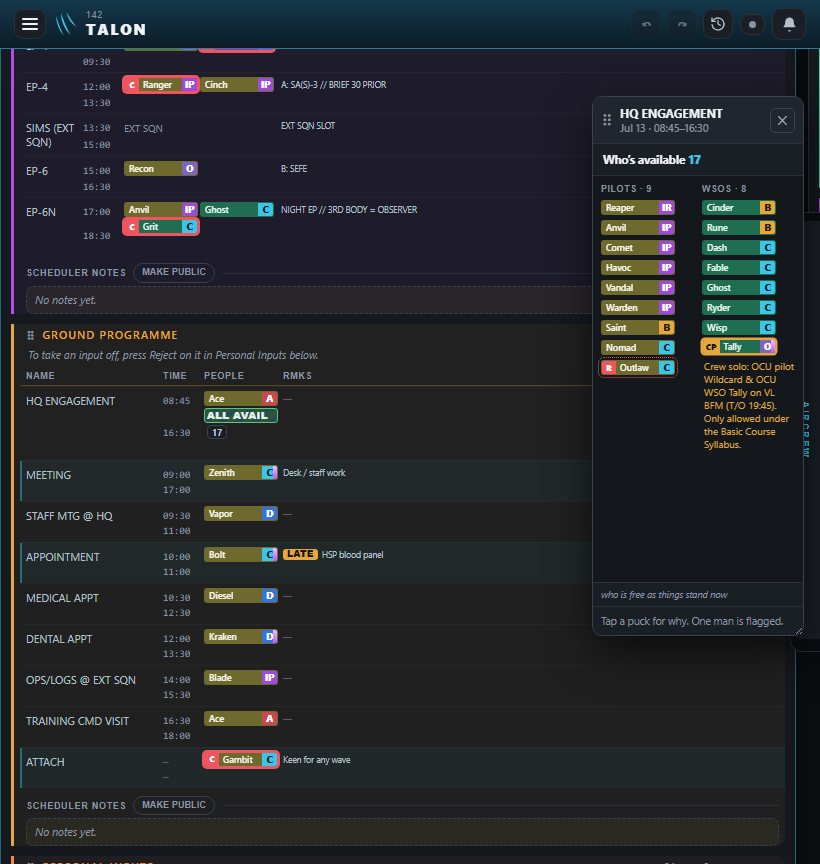 142
TALON
09:30
EP-4 12:00 C Ranger IP Cinch IP A: SA(S)-3 // BRIEF 30 PRIOR
13:30
SIMS (EXT SQN) 13:30 EXT SQN EXT SQN SLOT
15:00
EP-6 15:00 Recon O B: SEFE
16:30
EP-6N 17:00 Anvil IP Ghost C NIGHT EP // 3RD BODY = OBSERVER
18:30 C Grit C
SCHEDULER NOTES MAKE PUBLIC
No notes yet.
GROUND PROGRAMME
To take an input off, press Reject on it in Personal Inputs below.
NAME TIME PEOPLE RMKS
HQ ENGAGEMENT 08:45 Ace A —
ALL AVAIL
16:30 17
MEETING 09:00 Zenith C Desk / staff work
17:00
STAFF MTG @ HQ 09:30 Vapor D —
11:00
APPOINTMENT 10:00 Bolt C LATE HSP blood panel
11:00
MEDICAL APPT 10:30 Diesel D —
12:30
DENTAL APPT 12:00 Kraken D —
13:30
OPS/LOGS @ EXT SQN 14:00 Blade IP —
15:30
TRAINING CMD VISIT 16:30 Ace A —
18:00
ATTACH — C Gambit C Keen for any wave
—
SCHEDULER NOTES MAKE PUBLIC
No notes yet.
HQ ENGAGEMENT
Jul 13 · 08:45–16:30
Who's available 17
PILOTS · 9 WSOS · 8
Reaper IR Cinder B
Anvil IP Rune B
Comet IP Dash C
Havoc IP Fable C
Vandal IP Ghost C
Warden IP Ryder C
Saint B Wisp C
Nomad C CP Tally O
R Outlaw C
Crew solo: OCU pilot
Wildcard & OCU
WSO Tally on VL
BFM (T/O 19:45).
Only allowed under
the Basic Course
Syllabus.
who is free as things stand now
Tap a puck for why. One man is flagged.
AIRCREW